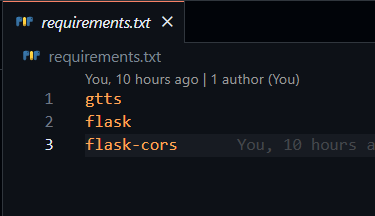 requirements.txt
requirements.txt
You, 10 hours ago | 1 author (You)
1 gtts
2 flask
3 flask-cors You, 10 hours a